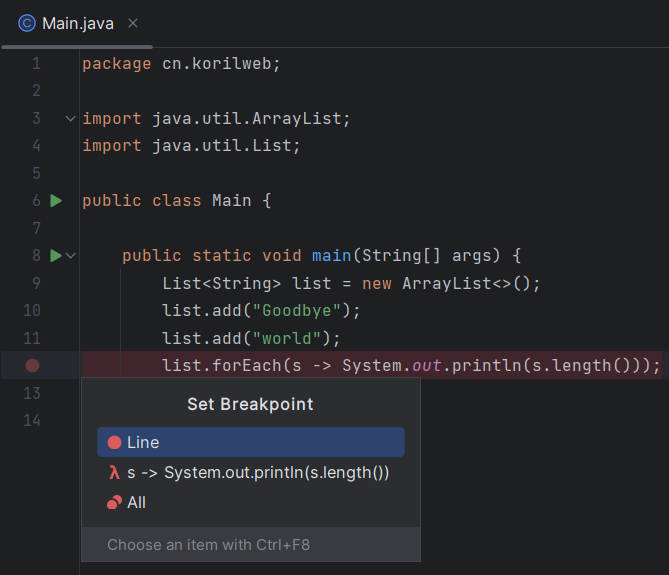 Main.java
1 package cn.korilweb;
2
3 import java.util.ArrayList;
4 import java.util.List;
5
6 public class Main {
7
8 public static void main(String[] args) {
9 List<String> list = new ArrayList<>();
10 list.add("Goodbye");
11 list.add("world");
list.forEach(s -> System.out.println(s.length()));
13
14
Set Breakpoint
Line
λ s -> System.out.println(s.length())
All
Choose an item with Ctrl+F8